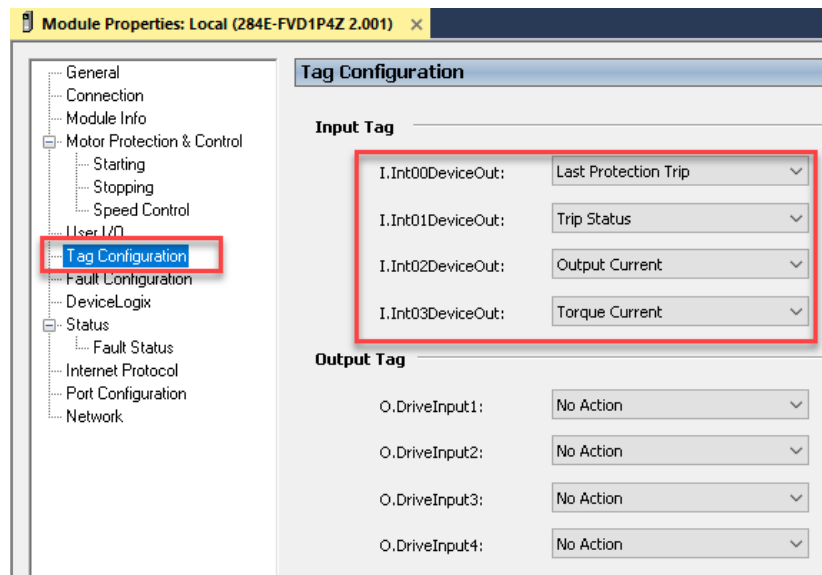 Module Properties: Local (284E-FVD1P4Z 2.001) ×
General
Connection
Module Info
Motor Protection & Control
Starting
Stopping
Speed Control
User I/O
Tag Configuration
Fault Configuration
DeviceLogix
Status
Fault Status
Internet Protocol
Port Configuration
Network
Tag Configuration
Input Tag
I.Int00DeviceOut: Last Protection Trip
I.Int01DeviceOut: Trip Status
I.Int02DeviceOut: Output Current
I.Int03DeviceOut: Torque Current
Output Tag
O.DriveInput1: No Action
O.DriveInput2: No Action
O.DriveInput3: No Action
O.DriveInput4: No Action